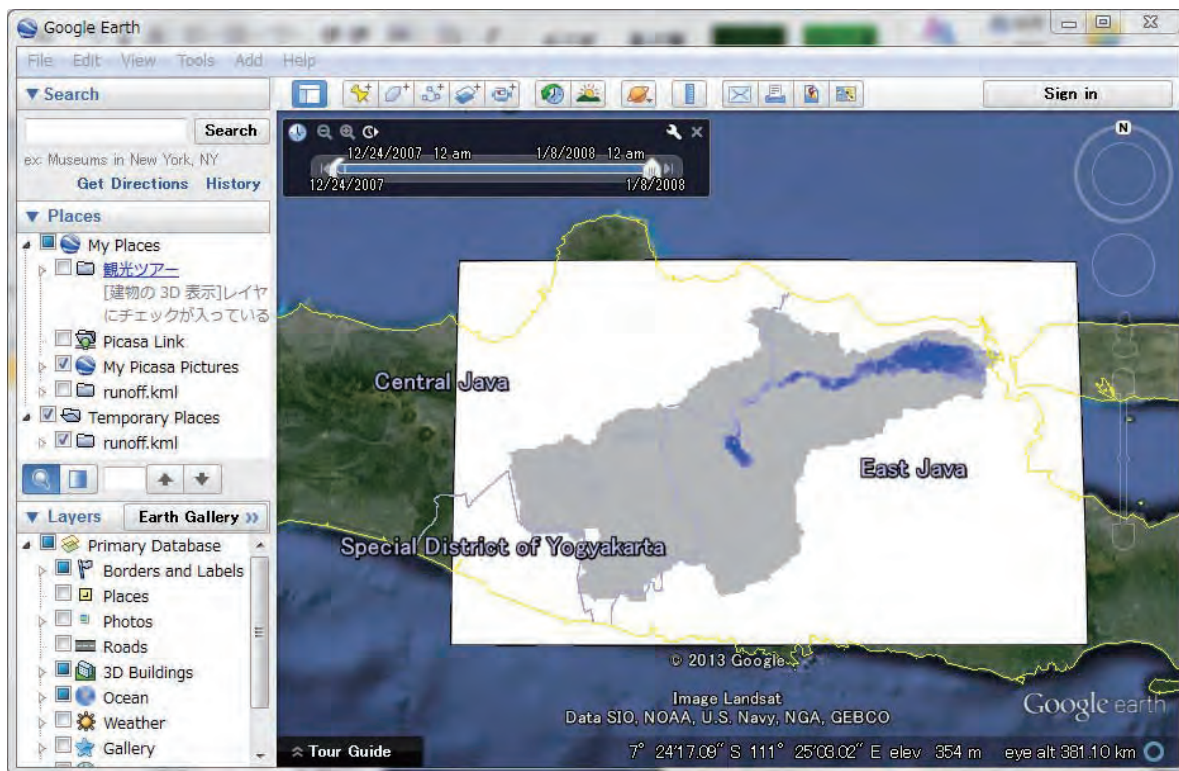 Google Earth
File Edit View Tools Add Help
Search
Search
ex: Museums in New York, NY
Get Directions History
Places
My Places
観光ツアー
[建物の 3D 表示]レイヤ
にチェックが入っている
Picasa Link
My Picasa Pictures
runoff.kml
Temporary Places
runoff.kml
Layers Earth Gallery »
Primary Database
Borders and Labels
Places
Photos
Roads
3D Buildings
Ocean
Weather
Gallery
Sign in
12/24/2007 12 am 1/8/2008 12 am
12/24/2007 1/8/2008
N
Central Java
East Java
Special District of Yogyakarta
© 2013 Google
Image Landsat
Data SIO, NOAA, U.S. Navy, NGA, GEBCO
Google earth
Tour Guide
7° 24'17.09" S 111° 25'03.02" E elev 354 m eye alt 361.10 km